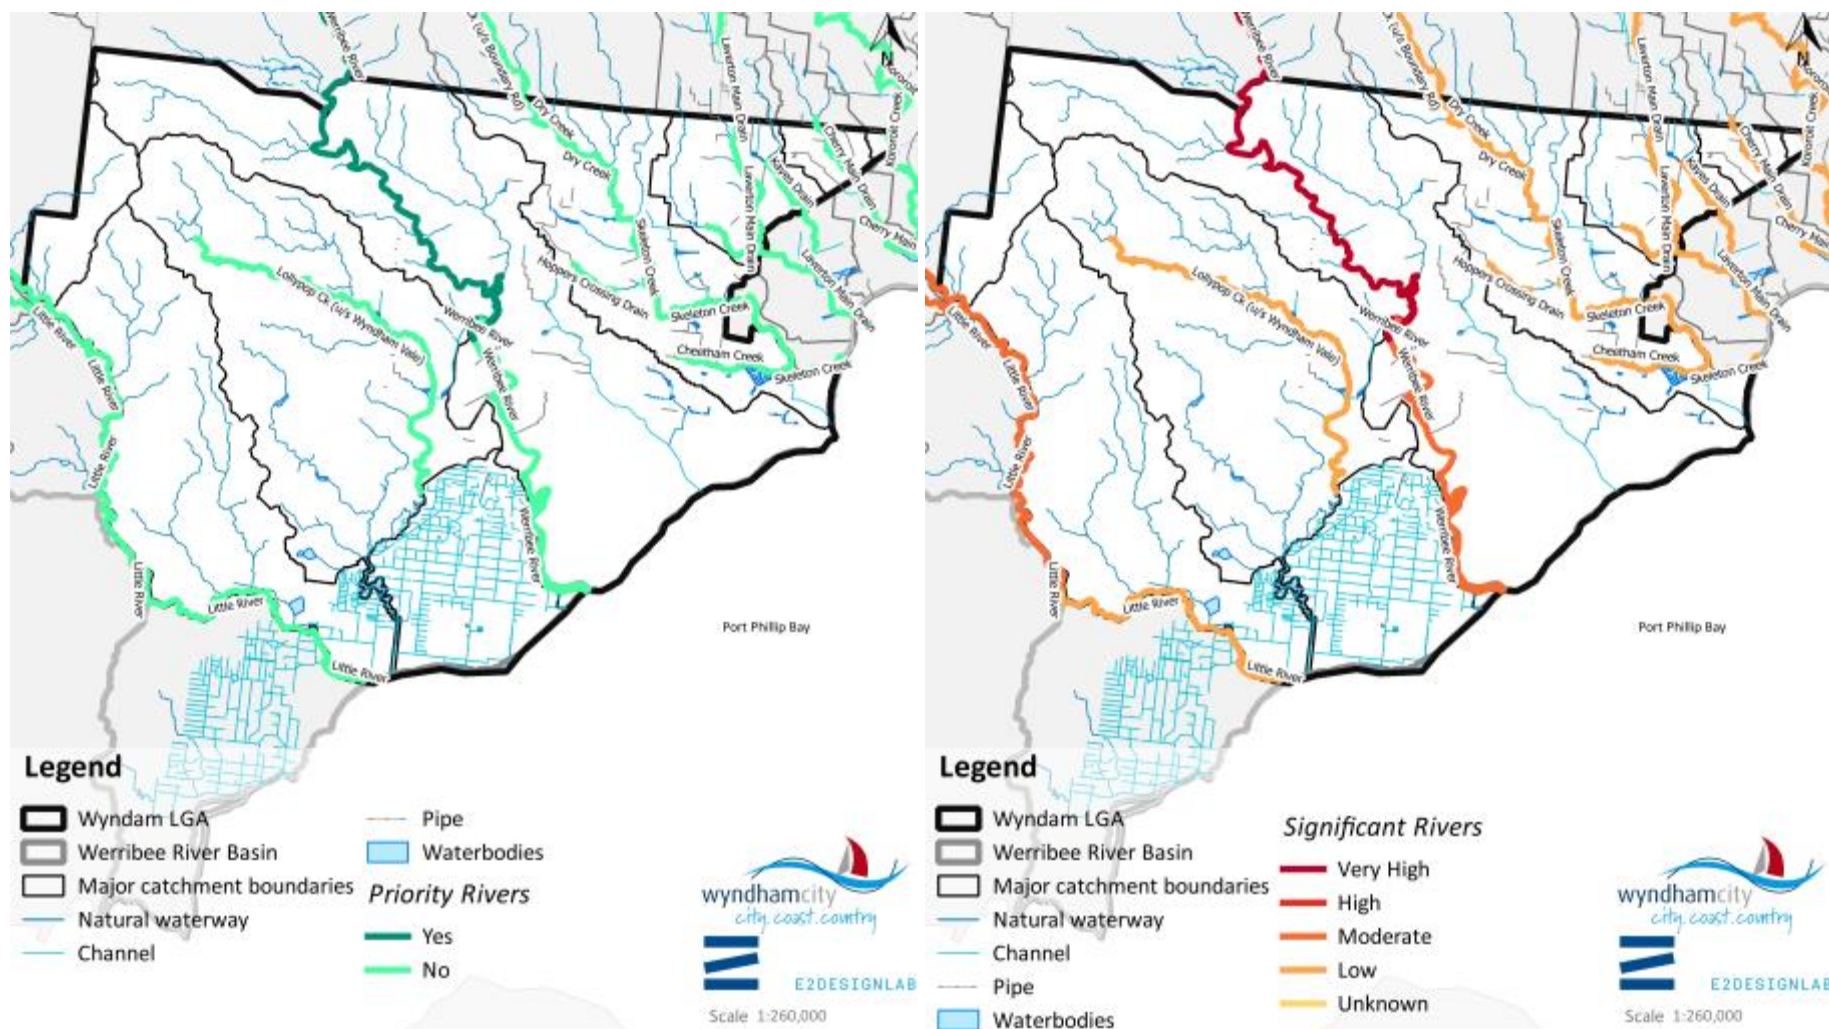 Werribee River
Ck (u/s Boundary Rd)
Dry Creek
Dry Creek
Laverton Main Drain
Laverton Main Drain
Kayes Drain
Cherry Main Drain
Cherry Main
Kororoit Creek
Kororoit
N
Skeleton Creek
Hoppers Crossing Drain
Skeleton Creek
Laverton Main Drain
Cheetham Creek
Skeleton Creek
Lollypop Ck (u/s Wyndham Vale)
Werribee River
Werribee River
Werribee River
Little River
Little River
Little River
Little River
Little River
Little River
Port Phillip Bay
Legend
Wyndam LGA
Werribee River Basin
Major catchment boundaries
Natural waterway
Channel
Pipe
Waterbodies
Priority Rivers
Yes
No
wyndhamcity
city. coast. country
E2DESIGNLAB
Scale 1:260,000
Werribee River
Ck (u/s Boundary Rd)
Dry Creek
Dry Creek
Laverton Main Drain
Laverton Main Drain
Kayes Drain
Cherry Main Drain
Cherry Main
Kororoit Creek
N
Skeleton Creek
Hoppers Crossing Drain
Skeleton Creek
Laverton Main Drain
Cheetham Creek
Skeleton Creek
Lollypop Ck (u/s Wyndham Vale)
Werribee River
Werribee River
Werribee River
Little River
Little River
Little River
Little River
Little River
Little River
Port Phillip Bay
Legend
Wyndam LGA
Werribee River Basin
Major catchment boundaries
Natural waterway
Channel
Pipe
Waterbodies
Significant Rivers
Very High
High
Moderate
Low
Unknown
wyndhamcity
city. coast. country
E2DESIGNLAB
Scale 1:260,000